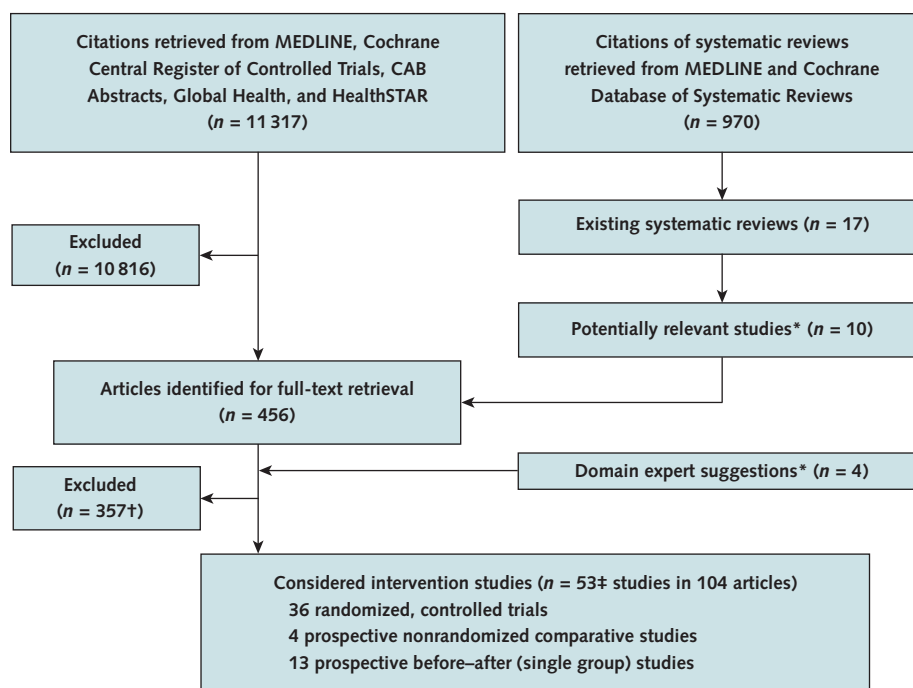 Citations retrieved from MEDLINE, Cochrane
Central Register of Controlled Trials, CAB
Abstracts, Global Health, and HealthSTAR
(n = 11 317)
Citations of systematic reviews
retrieved from MEDLINE and Cochrane
Database of Systematic Reviews
(n = 970)
Existing systematic reviews (n = 17)
Excluded
(n = 10 816)
Potentially relevant studies* (n = 10)
Articles identified for full-text retrieval
(n = 456)
Domain expert suggestions* (n = 4)
Excluded
(n = 357†)
Considered intervention studies (n = 53‡ studies in 104 articles)
36 randomized, controlled trials
4 prospective nonrandomized comparative studies
13 prospective before–after (single group) studies